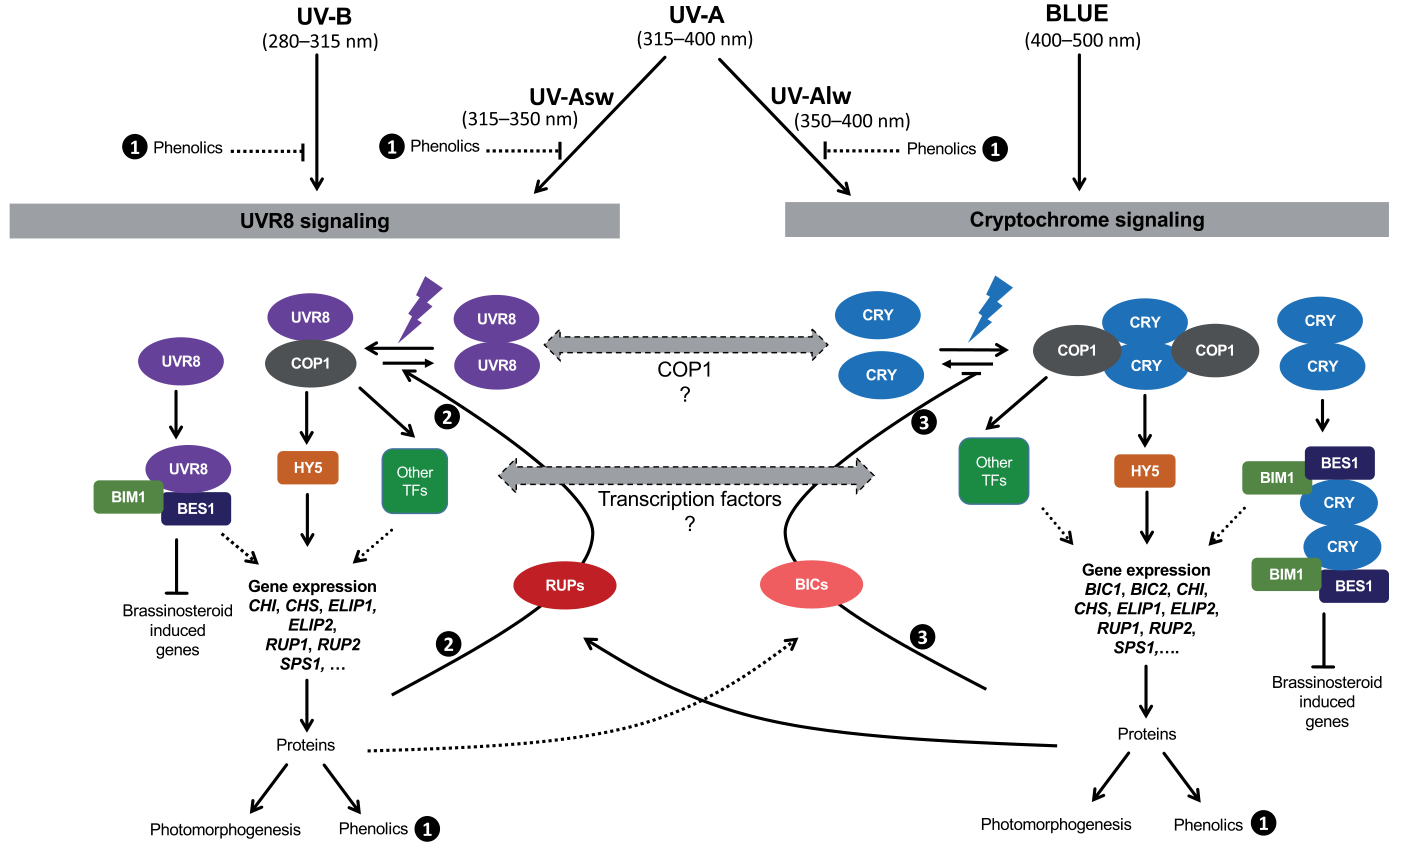 UV-B
(280–315 nm)
UV-A
(315–400 nm)
BLUE
(400–500 nm)
UV-Asw
(315–350 nm)
UV-Alw
(350–400 nm)
1 Phenolics
1 Phenolics
Phenolics 1
UVR8 signaling
Cryptochrome signaling
UVR8
UVR8
COP1
UVR8
UVR8
COP1
?
CRY
CRY
COP1
CRY
CRY
COP1
CRY
CRY
2
3
UVR8
BIM1
BES1
HY5
Other
TFs
Transcription factors
?
Other
TFs
HY5
BIM1
BES1
CRY
CRY
BIM1
BES1
Brassinosteroid
induced
genes
Gene expression
CHI, CHS, ELIP1,
ELIP2,
RUP1, RUP2
SPS1, ...
RUPs
BICs
2
3
Gene expression
BIC1, BIC2, CHI,
CHS, ELIP1, ELIP2,
RUP1, RUP2,
SPS1,....
Brassinosteroid
induced
genes
Proteins
Proteins
Photomorphogenesis
Phenolics 1
Photomorphogenesis
Phenolics 1